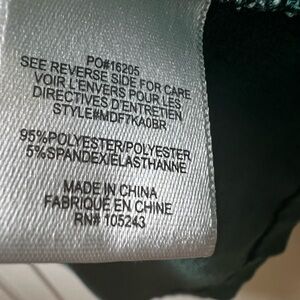 PO#16205
SEE REVERSE SIDE FOR CARE
VOIR L'ENVERS POUR LES
DIRECTIVES D'ENTRETIEN
STYLE#MDF7KA0BR
95%POLYESTER/POLYESTER
5%SPANDEX/ELASTHANNE
MADE IN CHINA
FABRIQUÉ EN CHINE
RN# 105243